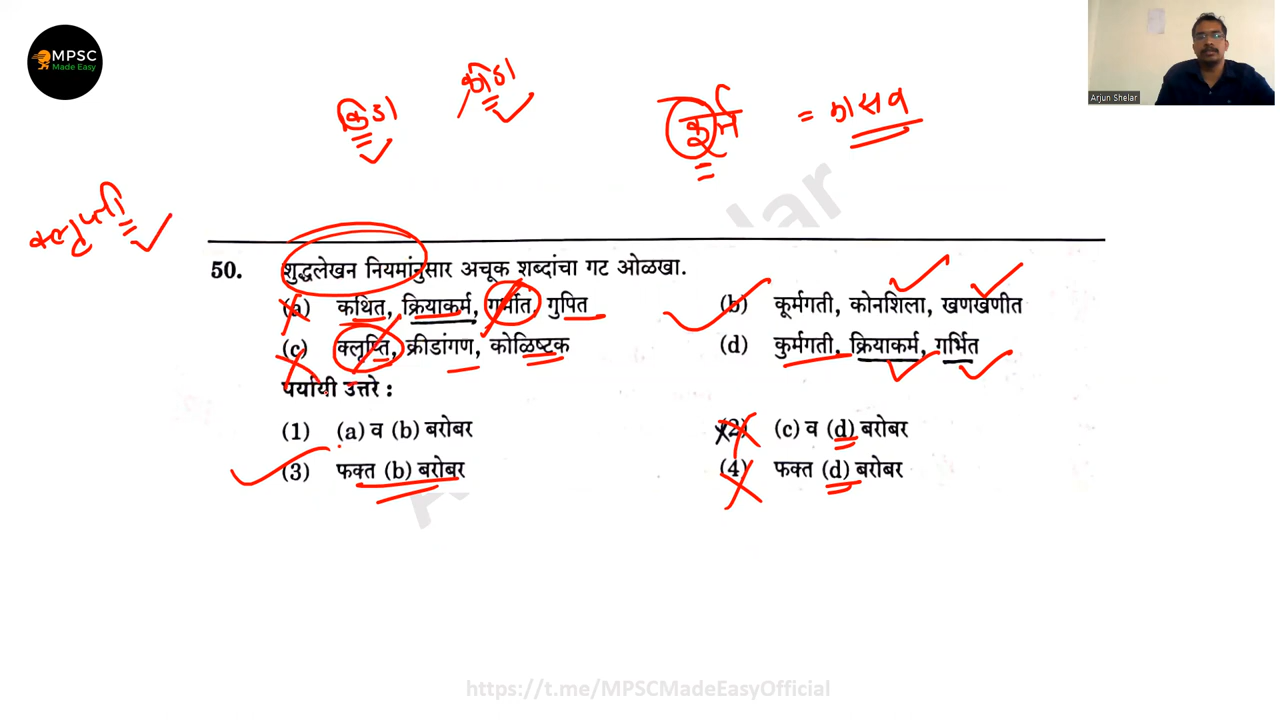 MPSC
Made Easy
किडा
कीडा
Arjun Shelar
कूर्म = कासव
क्लृप्ती
50. शुद्धलेखन नियमांनुसार अचूक शब्दांचा गट ओळखा.
(a) कथित, क्रियाकर्म, गर्मीत, गुपित (b) कूर्मगती, कोनशिला, खणखणीत
(c) क्लृप्ति, क्रीडांगण, कोळिष्टक (d) कुर्मगती, क्रियाकर्म, गर्भित
पर्यायी उत्तरे :
(1) (a) व (b) बरोबर (2) (c) व (d) बरोबर
(3) फक्त (b) बरोबर (4) फक्त (d) बरोबर
https://t.me/MPSCMadeEasyOfficial